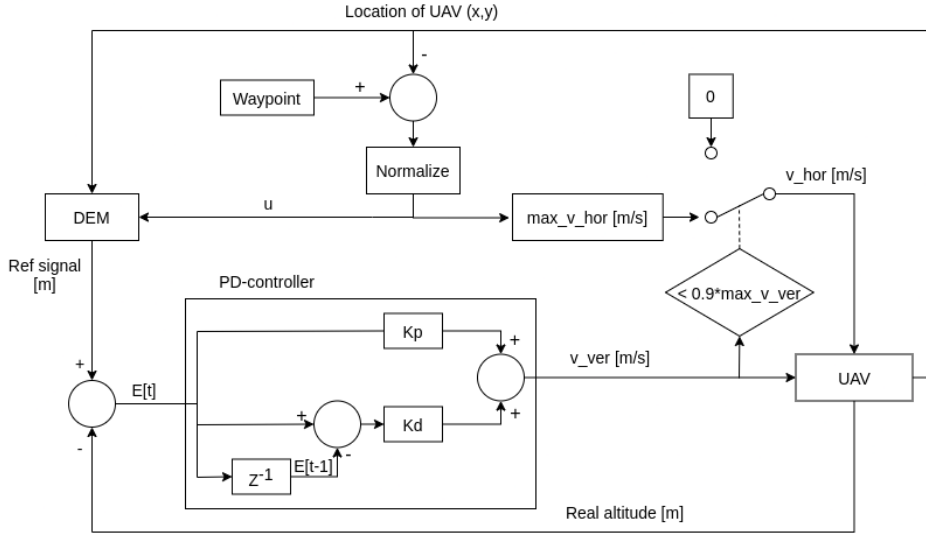 Location of UAV (x,y)
-
Waypoint
+
0
Normalize
v_hor [m/s]
DEM
u
max_v_hor [m/s]
Ref signal
[m]
PD-controller
< 0.9*max_v_ver
Kp
+
+
v_ver [m/s]
UAV
E[t]
+
Kd
+
-
-
E[t-1]
Z-1
Real altitude [m]